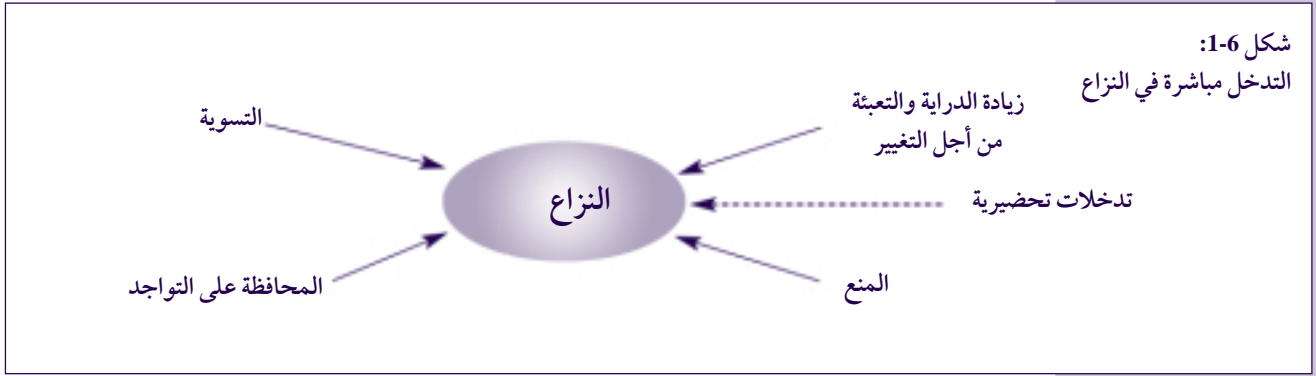 شكل 6-1:
التدخل مباشرة في النزاع
زيادة الدراية والتعبئة
من أجل التغيير
التسوية
النزاع
تدخلات تحضيرية
المنع
المحافظة على التواجد